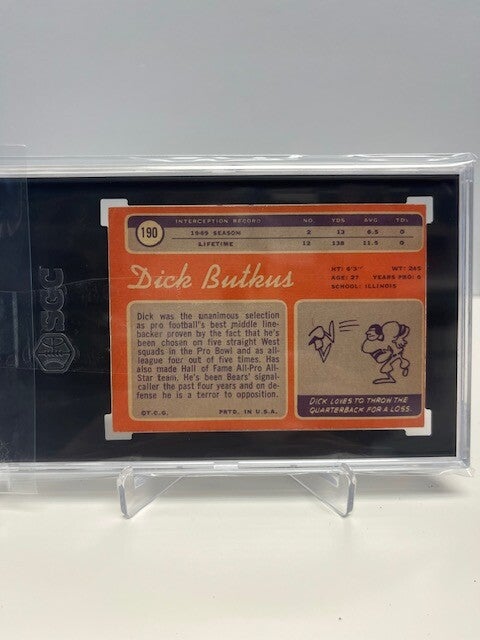 SGC
190
INTERCEPTION RECORD NO. YDS AVG TDs
1969 SEASON 2 13 6.5 0
LIFETIME 12 138 11.5 0
Dick Butkus
HT: 6'3" WT: 245
AGE: 27 YEARS PRO: 6
SCHOOL: ILLINOIS
Dick was the unanimous selection
as pro football's best middle line-
backer proven by the fact that he's
been chosen on five straight West
squads in the Pro Bowl and as all-
league four out of five times. Has
also made Hall of Fame All-Pro All-
Star team. He's been Bears' signal-
caller the past four years and on de-
fense he is a terror to opposition.
©T.C.G. PRTD. IN U.S.A.
DICK LOVES TO THROW THE
QUARTERBACK FOR A LOSS.